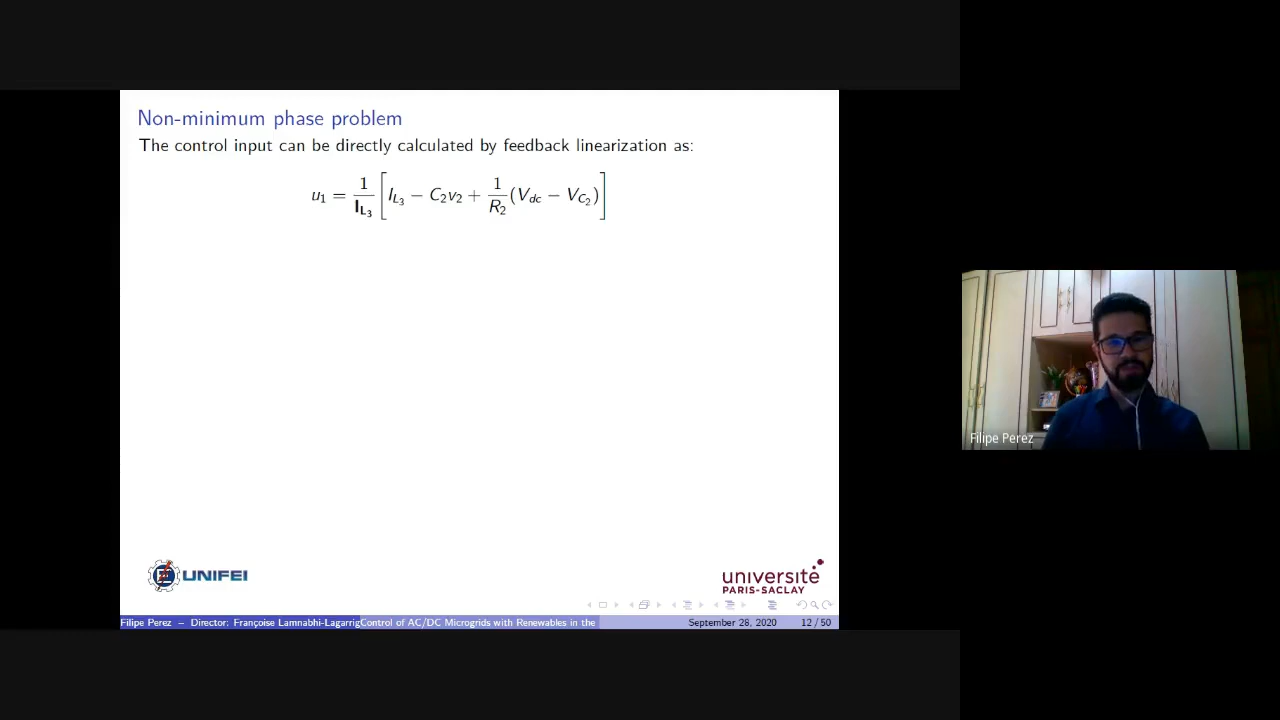 Non-minimum phase problem
The control input can be directly calculated by feedback linearization as:
u₁ = 1/I_{L₃} [ I_{L₃} − C₂v₂ + 1/R₂ (V_{dc} − V_{C₂}) ]
Filipe Perez
UNIFEI
université
PARIS-SACLAY
Filipe Perez – Director: Françoise Lamnabhi-Lagarrig Control of AC/DC Microgrids with Renewables in the September 28, 2020 12 / 50